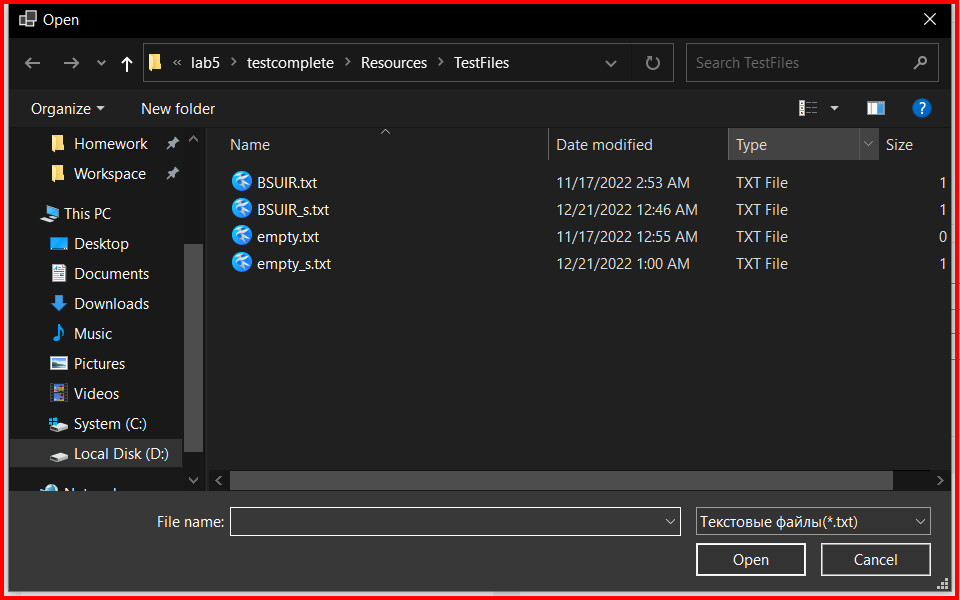 Open
« lab5 > testcomplete > Resources > TestFiles
Search TestFiles
Organize
New folder
Homework
Workspace
This PC
Desktop
Documents
Downloads
Music
Pictures
Videos
System (C:)
Local Disk (D:)
Name Date modified Type Size
BSUIR.txt 11/17/2022 2:53 AM TXT File 1
BSUIR_s.txt 12/21/2022 12:46 AM TXT File 1
empty.txt 11/17/2022 12:55 AM TXT File 0
empty_s.txt 12/21/2022 1:00 AM TXT File 1
File name:
Текстовые файлы(*.txt)
Open
Cancel